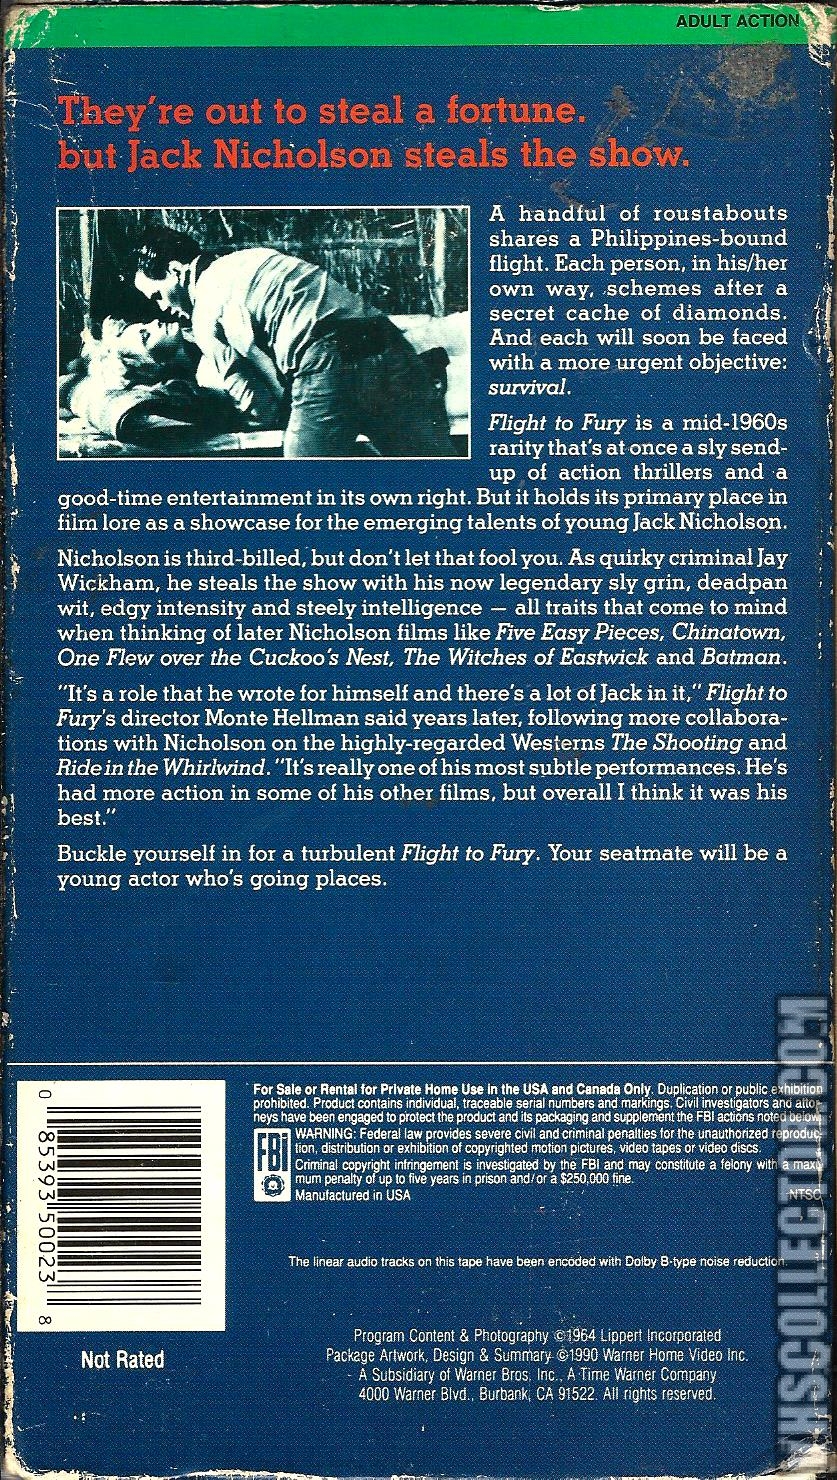 ADULT ACTION
They're out to steal a fortune.
but Jack Nicholson steals the show.
A handful of roustabouts
shares a Philippines-bound
flight. Each person, in his/her
own way, schemes after a
secret cache of diamonds.
And each will soon be faced
with a more urgent objective:
survival.
Flight to Fury is a mid-1960s
rarity that's at once a sly send-
up of action thrillers and a
good-time entertainment in its own right. But it holds its primary place in
film lore as a showcase for the emerging talents of young Jack Nicholson.
Nicholson is third-billed, but don't let that fool you. As quirky criminal Jay
Wickham, he steals the show with his now legendary sly grin, deadpan
wit, edgy intensity and steely intelligence — all traits that come to mind
when thinking of later Nicholson films like Five Easy Pieces, Chinatown,
One Flew over the Cuckoo's Nest, The Witches of Eastwick and Batman.
"It's a role that he wrote for himself and there's a lot of Jack in it," Flight to
Fury's director Monte Hellman said years later, following more collabora-
tions with Nicholson on the highly-regarded Westerns The Shooting and
Ride in the Whirlwind. "It's really one of his most subtle performances. He's
had more action in some of his other films, but overall I think it was his
best."
Buckle yourself in for a turbulent Flight to Fury. Your seatmate will be a
young actor who's going places.
For Sale or Rental for Private Home Use in the USA and Canada Only. Duplication or public exhibition
prohibited. Product contains individual, traceable serial numbers and markings. Civil investigators and attor-
neys have been engaged to protect the product and its packaging and supplement the FBI actions noted below.
FBI
WARNING: Federal law provides severe civil and criminal penalties for the unauthorized reproduc-
tion, distribution or exhibition of copyrighted motion pictures, video tapes or video discs.
Criminal copyright infringement is investigated by the FBI and may constitute a felony with a maxi-
mum penalty of up to five years in prison and/or a $250,000 fine.
Manufactured in USA
NTSC
The linear audio tracks on this tape have been encoded with Dolby B-type noise reduction.
0 85393 50023 8
Not Rated
Program Content & Photography ©1964 Lippert Incorporated
Package Artwork, Design & Summary ©1990 Warner Home Video Inc.
A Subsidiary of Warner Bros. Inc., A Time Warner Company
4000 Warner Blvd., Burbank, CA 91522. All rights reserved.
VHSCOLLECTOR.COM